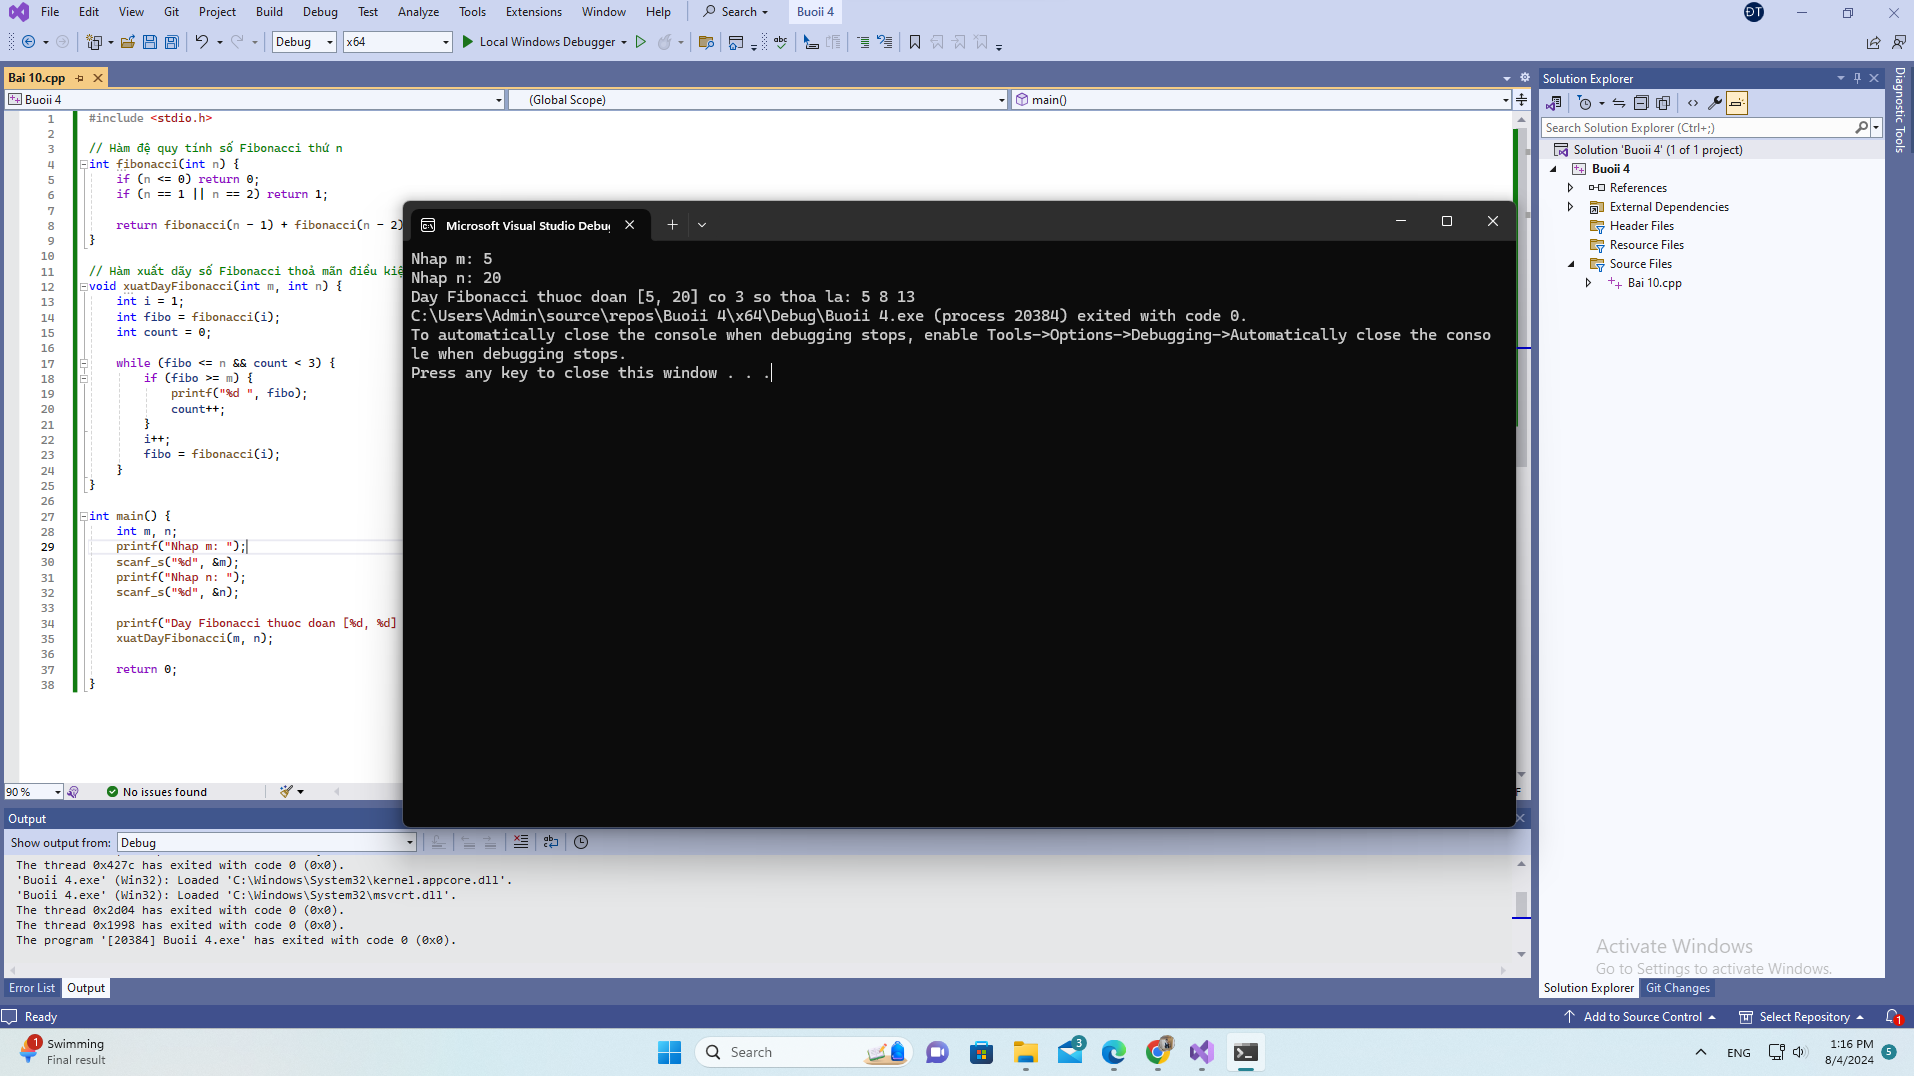 File Edit View Git Project Build Debug Test Analyze Tools Extensions Window Help Search Buoii 4 ĐT
Debug x64 Local Windows Debugger
Bai 10.cpp
Buoii 4 (Global Scope) main()
1 #include <stdio.h>
2
3 // Hàm đệ quy tính số Fibonacci thứ n
4 int fibonacci(int n) {
5 if (n <= 0) return 0;
6 if (n == 1 || n == 2) return 1;
7
8 return fibonacci(n - 1) + fibonacci(n - 2)
9 }
10
11 // Hàm xuất dãy số Fibonacci thoả mãn điều kiệ
12 void xuatDayFibonacci(int m, int n) {
13 int i = 1;
14 int fibo = fibonacci(i);
15 int count = 0;
16
17 while (fibo <= n && count < 3) {
18 if (fibo >= m) {
19 printf("%d ", fibo);
20 count++;
21 }
22 i++;
23 fibo = fibonacci(i);
24 }
25 }
26
27 int main() {
28 int m, n;
29 printf("Nhap m: ");
30 scanf_s("%d", &m);
31 printf("Nhap n: ");
32 scanf_s("%d", &n);
33
34 printf("Day Fibonacci thuoc doan [%d, %d]
35 xuatDayFibonacci(m, n);
36
37 return 0;
38 }
90 % No issues found
Microsoft Visual Studio Debug
Nhap m: 5
Nhap n: 20
Day Fibonacci thuoc doan [5, 20] co 3 so thoa la: 5 8 13
C:\Users\Admin\source\repos\Buoii 4\x64\Debug\Buoii 4.exe (process 20384) exited with code 0.
To automatically close the console when debugging stops, enable Tools->Options->Debugging->Automatically close the conso
le when debugging stops.
Press any key to close this window . . .
Output
Show output from: Debug
The thread 0x427c has exited with code 0 (0x0).
'Buoii 4.exe' (Win32): Loaded 'C:\Windows\System32\kernel.appcore.dll'.
'Buoii 4.exe' (Win32): Loaded 'C:\Windows\System32\msvcrt.dll'.
The thread 0x2d04 has exited with code 0 (0x0).
The thread 0x1998 has exited with code 0 (0x0).
The program '[20384] Buoii 4.exe' has exited with code 0 (0x0).
Error List Output
Solution Explorer
Search Solution Explorer (Ctrl+;)
Solution 'Buoii 4' (1 of 1 project)
Buoii 4
References
External Dependencies
Header Files
Resource Files
Source Files
Bai 10.cpp
Diagnostic Tools
Activate Windows
Go to Settings to activate Windows.
Solution Explorer Git Changes
Ready Add to Source Control Select Repository 1
1 Swimming
Final result
Search 3 ENG
1:16 PM
8/4/2024 5